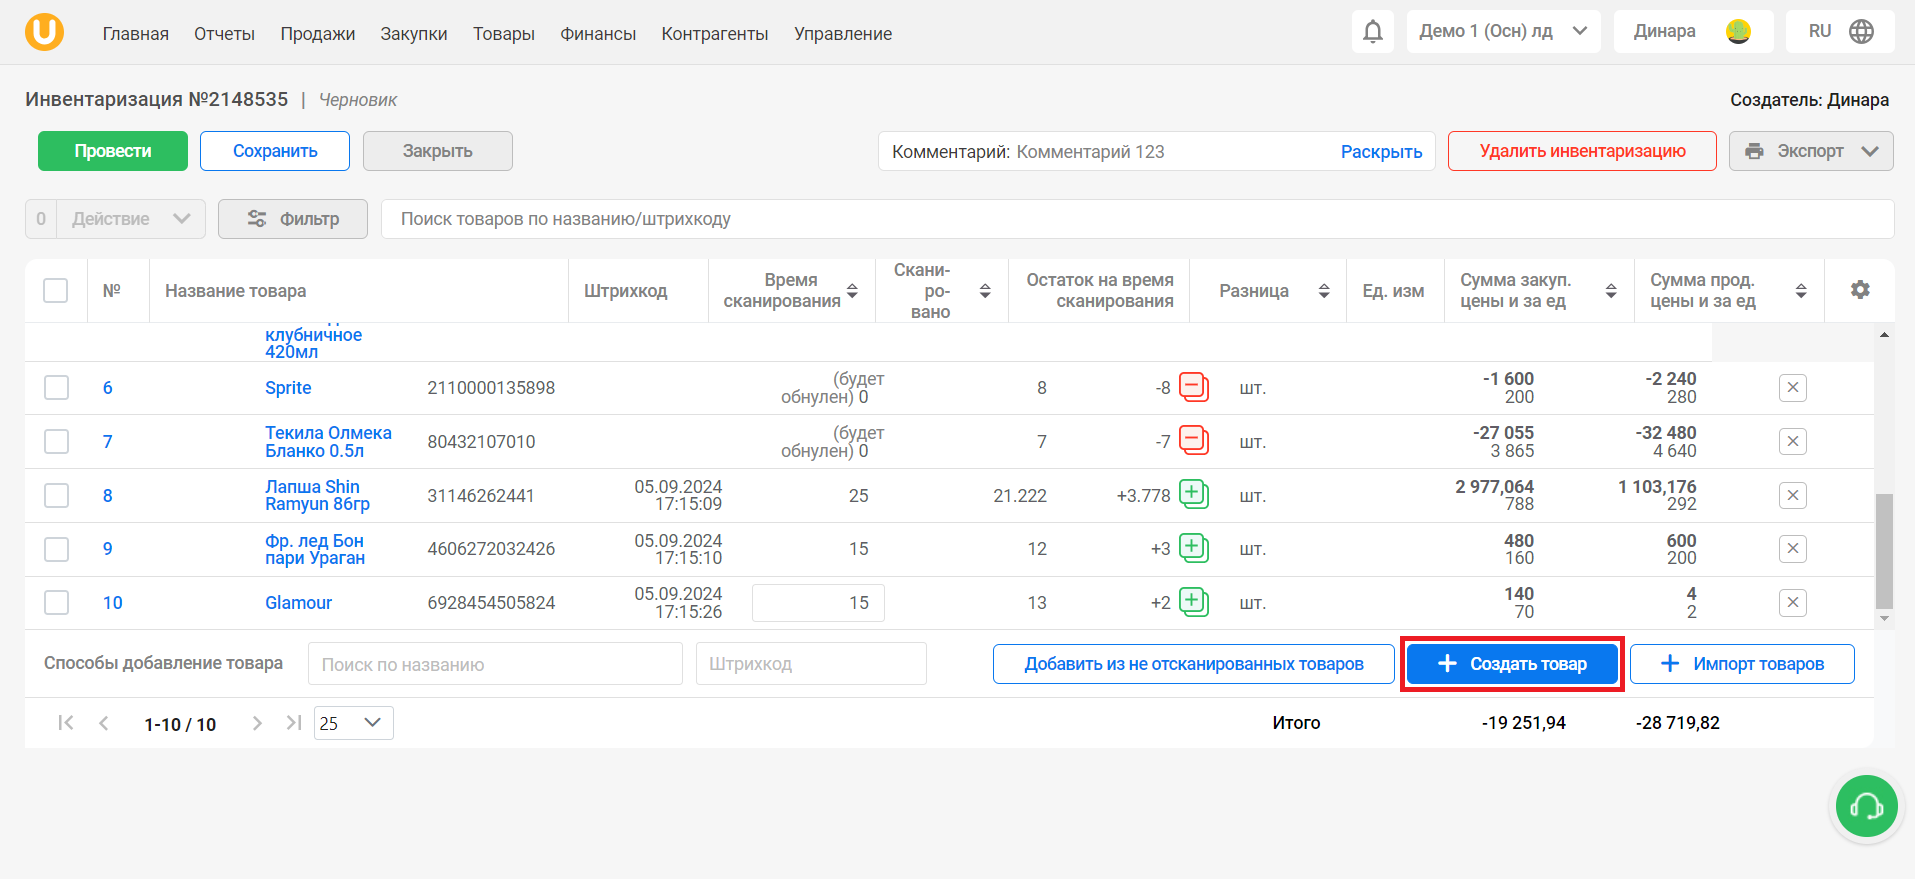 U
Главная Отчеты Продажи Закупки Товары Финансы Контрагенты Управление Демо 1 (Осн) лд Динара RU
Инвентаризация №2148535 | Черновик Создатель: Динара
Провести Сохранить Закрыть Комментарий: Комментарий 123 Раскрыть Удалить инвентаризацию Экспорт
0 Действие Фильтр Поиск товаров по названию/штрихкоду
№ Название товара Штрихкод Время сканирования Скани-ро-вано Остаток на время сканирования Разница Ед. изм Сумма закуп. цены и за ед Сумма прод. цены и за ед
клубничное
420мл
6 Sprite 2110000135898 (будет обнулен) 0 8 -8 шт. -1 600 200 -2 240 280
7 Текила Олмека Бланко 0.5л 80432107010 (будет обнулен) 0 7 -7 шт. -27 055 3 865 -32 480 4 640
8 Лапша Shin Ramyun 86гр 31146262441 05.09.2024 17:15:09 25 21.222 +3.778 шт. 2 977,064 788 1 103,176 292
9 Фр. лед Бон пари Ураган 4606272032426 05.09.2024 17:15:10 15 12 +3 шт. 480 160 600 200
10 Glamour 6928454505824 05.09.2024 17:15:26 15 13 +2 шт. 140 70 4 2
Способы добавление товара Поиск по названию Штрихкод Добавить из не отсканированных товаров + Создать товар + Импорт товаров
1-10 / 10 25 Итого -19 251,94 -28 719,82